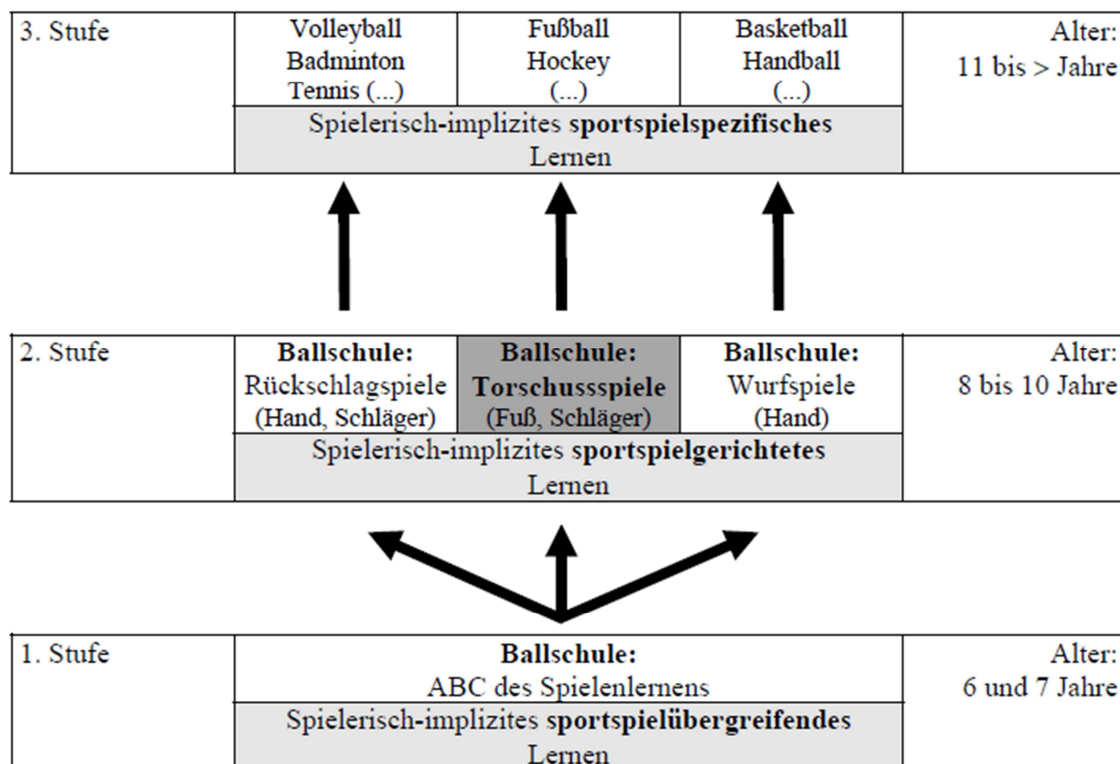 3. Stufe
Volleyball
Badminton
Tennis (...)
Fußball
Hockey
(...)
Basketball
Handball
(...)
Alter:
11 bis > Jahre
Spielerisch-implizites sportspielspezifisches
Lernen
2. Stufe
Ballschule:
Rückschlagspiele
(Hand, Schläger)
Ballschule:
Torschussspiele
(Fuß, Schläger)
Ballschule:
Wurfspiele
(Hand)
Alter:
8 bis 10 Jahre
Spielerisch-implizites sportspielgerichtetes
Lernen
1. Stufe
Ballschule:
ABC des Spielenlernens
Alter:
6 und 7 Jahre
Spielerisch-implizites sportspielübergreifendes
Lernen